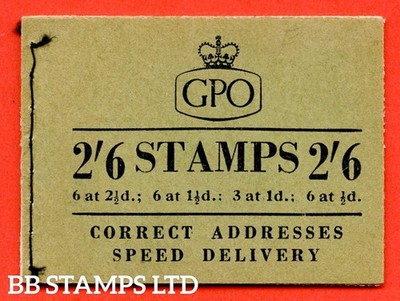 GPO
2'6 STAMPS 2'6
6 at 2½d.; 6 at 1½d.: 3 at 1d.; 6 at ½d.
CORRECT ADDRESSES
SPEED DELIVERY
BB STAMPS LTD